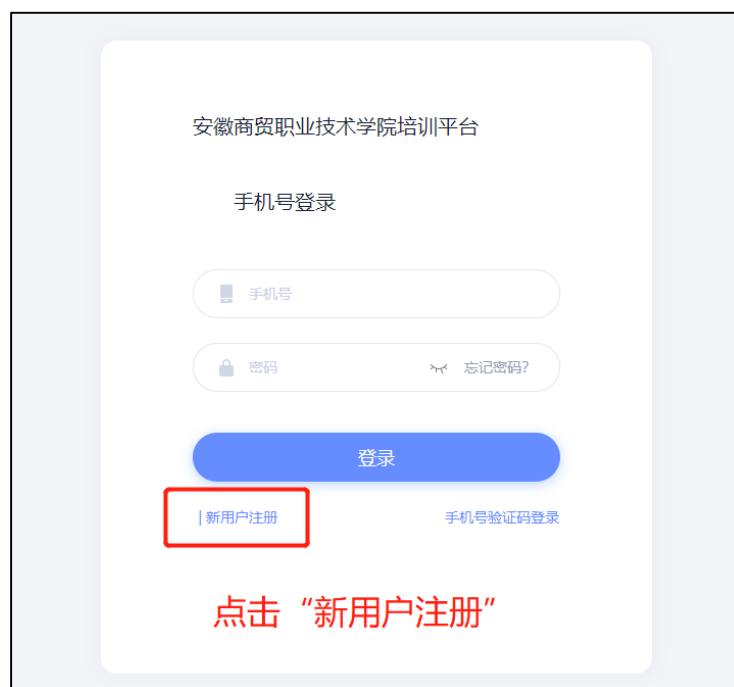 安徽商贸职业技术学院培训平台
手机号登录
手机号
密码 忘记密码?
登录
|新用户注册 手机号验证码登录
点击“新用户注册”